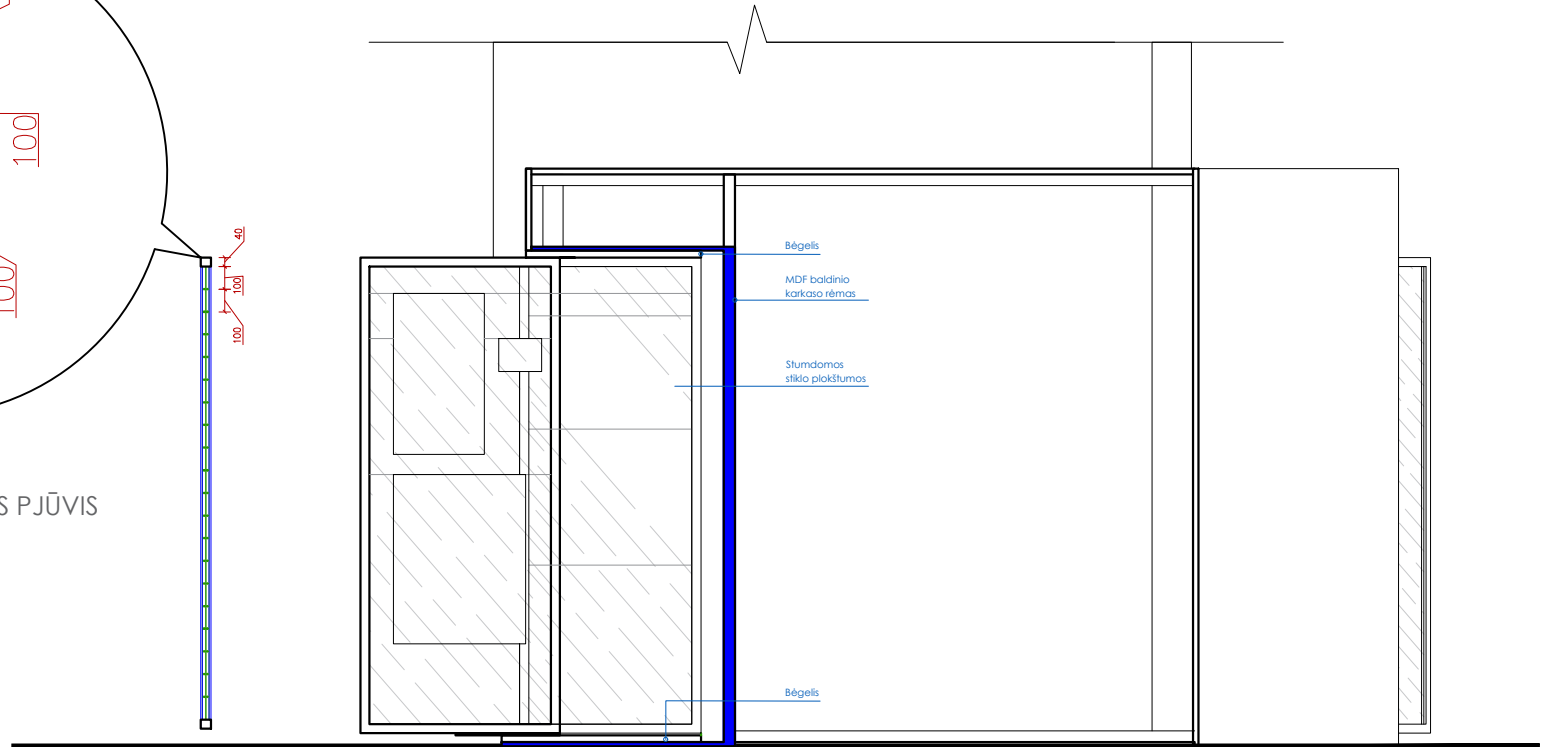 100
100
S PJŪVIS
40
100
100
Bėgelis
MDF baldinio
karkaso rėmas
Stumdomos
stiklo plokštumos
Bėgelis